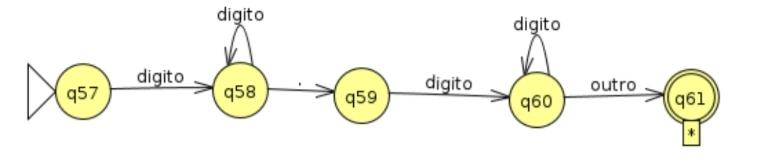 digito
digito
q57
digito
q58
.
q59
digito
q60
outro
q61
*